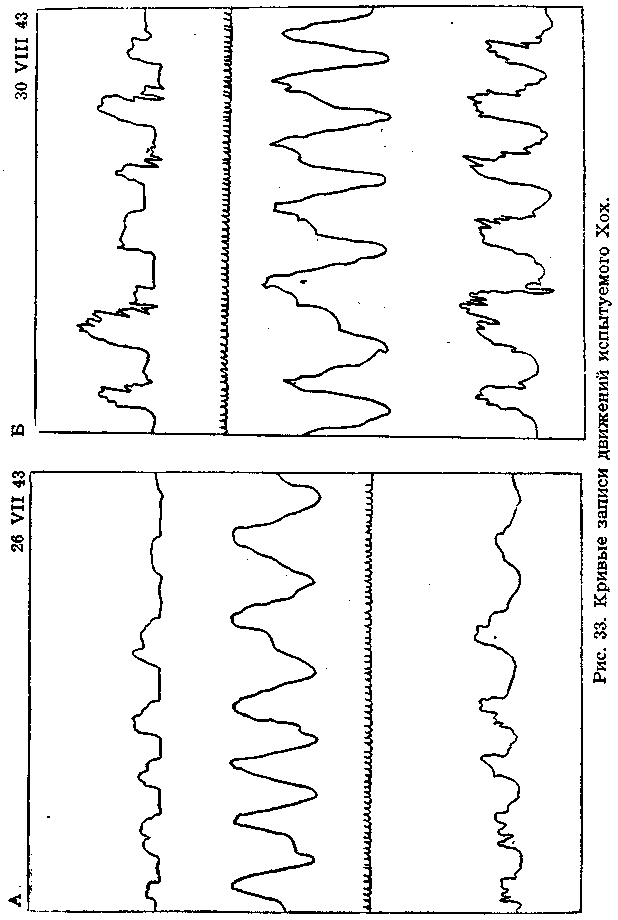 А
26 VII 43
Б
30 VIII 43
Рис. 33. Кривые записи движений испытуемого Хох.